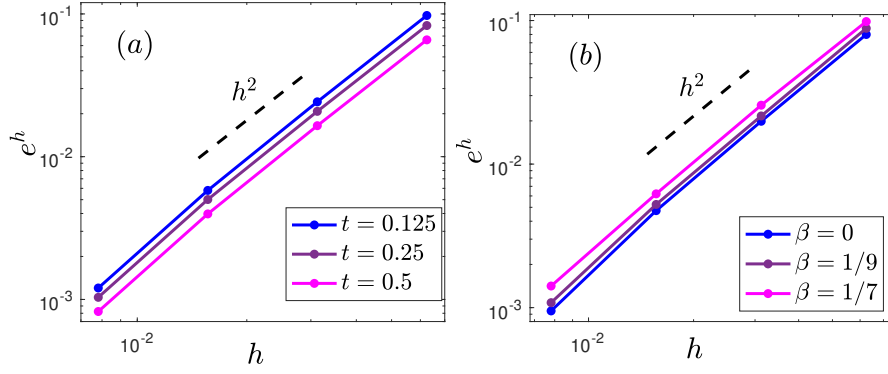 (a)
h^2
e^h
10^-1
10^-2
10^-3
t = 0.125
t = 0.25
t = 0.5
10^-2
h
(b)
h^2
e^h
10^-1
10^-2
10^-3
β = 0
β = 1/9
β = 1/7
10^-2
h